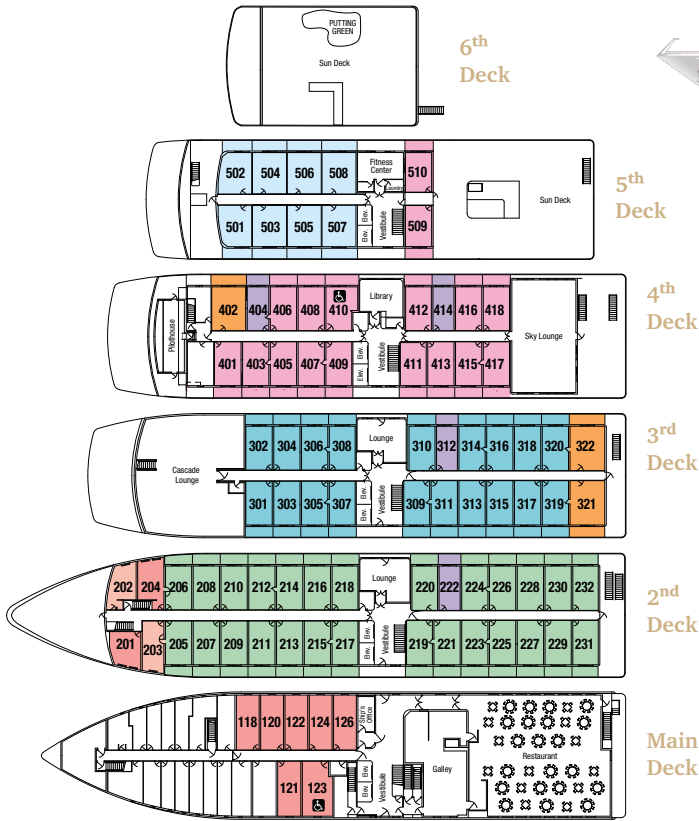 PUTTING
GREEN
Sun Deck
6th
Deck
502 504 506 508 Fitness
Center 510
Laundry
501 503 505 507 Bev. Bev. Vestibule 509
Sun Deck
5th
Deck
402 404 406 408 410 Library 412 414 416 418
Pilothouse
Sky Lounge
401 403 405 407 409 Bev. Elev. Vestibule 411 413 415 417
4th
Deck
302 304 306 308 Lounge 310 312 314 316 318 320 322
Cascade
Lounge
301 303 305 307 Bev. Bev. Vestibule 309 311 313 315 317 319 321
3rd
Deck
202 204 206 208 210 212 214 216 218 Lounge 220 222 224 226 228 230 232
201 203 205 207 209 211 213 215 217 Bev. Bev. Vestibule 219 221 223 225 227 229 231
2nd
Deck
118 120 122 124 126 Ship's
Office
Galley
Restaurant
121 123 Bev. Bev. Vestibule
Main
Deck